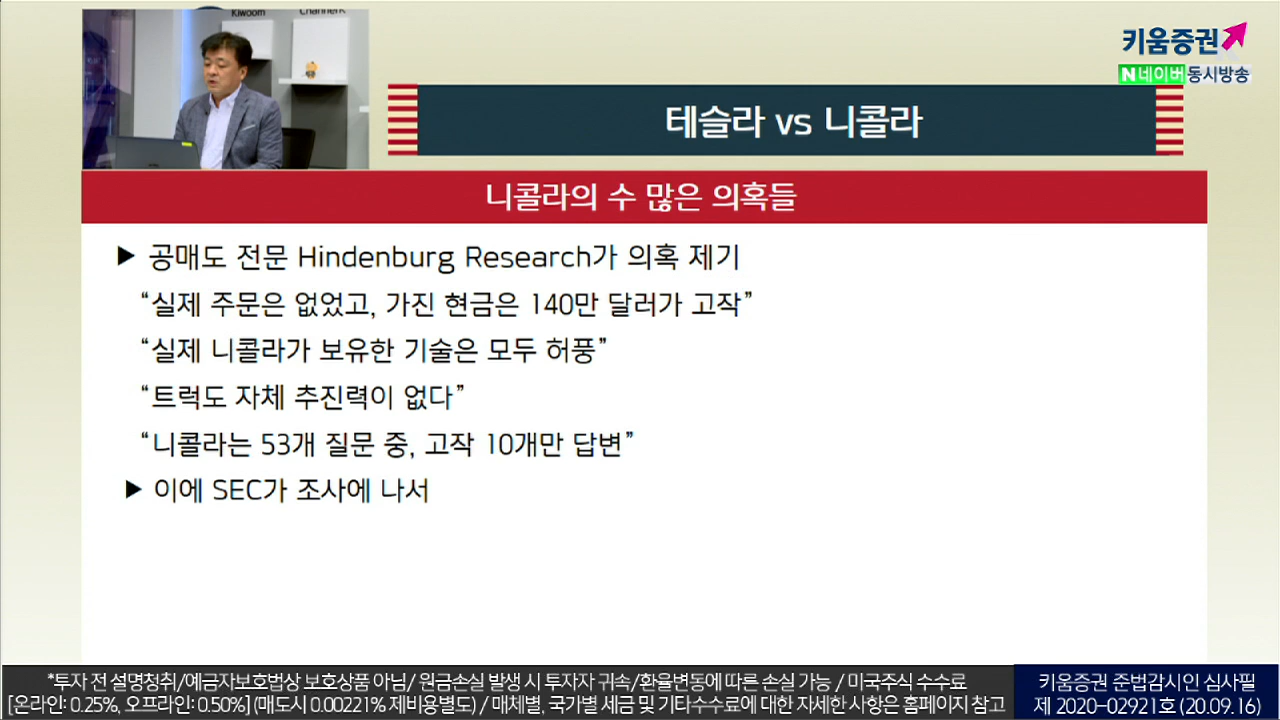 Kiwoom
ChannelK
키움증권
N 네이버 동시방송
테슬라 vs 니콜라
니콜라의 수 많은 의혹들
▶ 공매도 전문 Hindenburg Research가 의혹 제기
“실제 주문은 없었고, 가진 현금은 140만 달러가 고작”
“실제 니콜라가 보유한 기술은 모두 허풍”
“트럭도 자체 추진력이 없다”
“니콜라는 53개 질문 중, 고작 10개만 답변”
▶ 이에 SEC가 조사에 나서
*투자 전 설명청취/예금자보호법상 보호상품 아님/ 원금손실 발생 시 투자자 귀속/환율변동에 따른 손실 가능 / 미국주식 수수료
[온라인: 0.25%, 오프라인: 0.50%] (매도시 0.00221% 제비용별도) / 매체별, 국가별 세금 및 기타수수료에 대한 자세한 사항은 홈페이지 참고
키움증권 준법감시인 심사필
제 2020-02921호 (20.09.16)